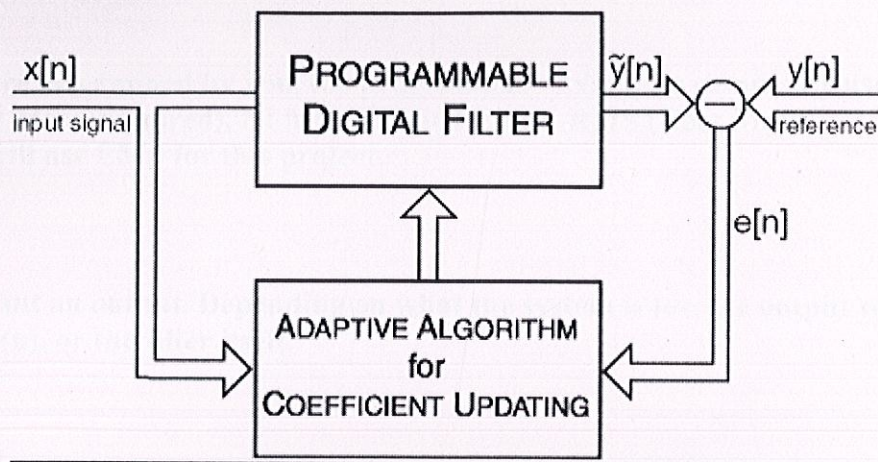 x[n]
input signal
PROGRAMMABLE
DIGITAL FILTER
ỹ[n]
y[n]
reference
e[n]
ADAPTIVE ALGORITHM
for
COEFFICIENT UPDATING